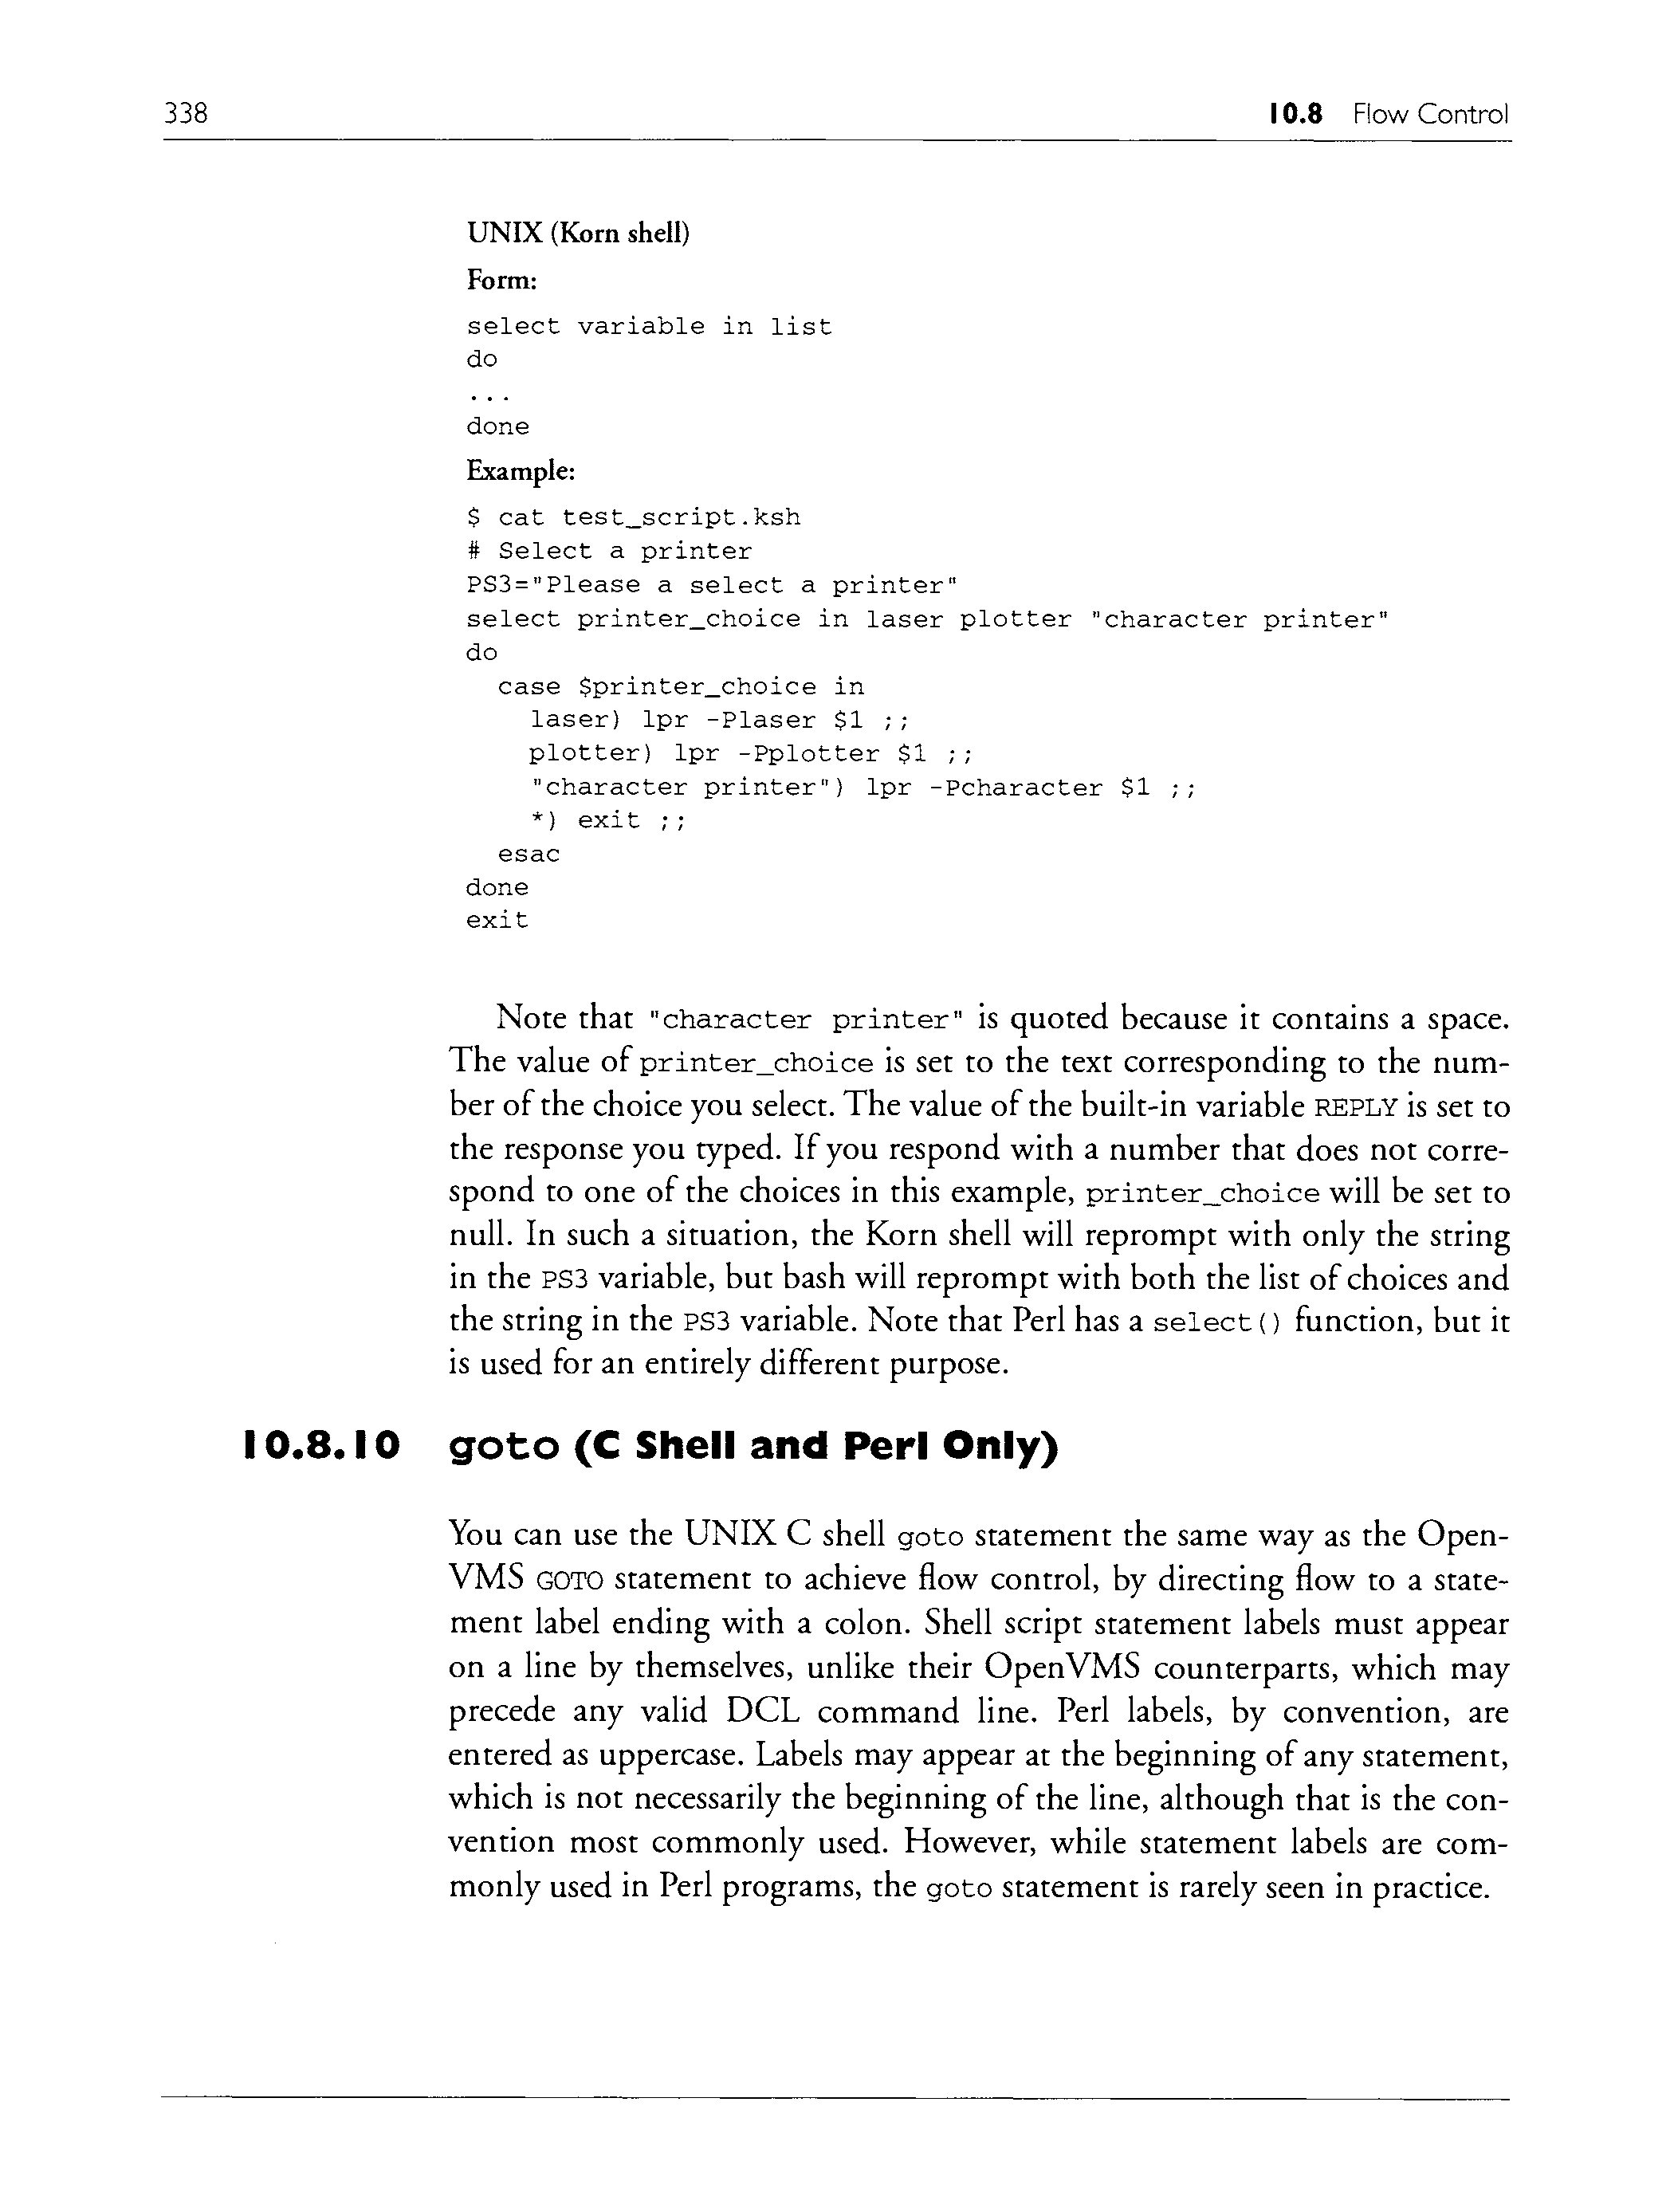 338
10.8 Flow Control
UNIX (Korn shell)
Form:
select variable in list
do
...
done
Example:
$ cat test_script.ksh
# Select a printer
PS3="Please a select a printer"
select printer_choice in laser plotter "character printer"
do
  case $printer_choice in
    laser) lpr -Plaser $1 ;;
    plotter) lpr -Pplotter $1 ;;
    "character printer") lpr -Pcharacter $1 ;;
    *) exit ;;
  esac
done
exit
Note that "character printer" is quoted because it contains a space.
The value of printer_choice is set to the text corresponding to the num-
ber of the choice you select. The value of the built-in variable REPLY is set to
the response you typed. If you respond with a number that does not corre-
spond to one of the choices in this example, printer_choice will be set to
null. In such a situation, the Korn shell will reprompt with only the string
in the PS3 variable, but bash will reprompt with both the list of choices and
the string in the PS3 variable. Note that Perl has a select() function, but it
is used for an entirely different purpose.
10.8.10 goto (C Shell and Perl Only)
You can use the UNIX C shell goto statement the same way as the Open-
VMS GOTO statement to achieve flow control, by directing flow to a state-
ment label ending with a colon. Shell script statement labels must appear
on a line by themselves, unlike their OpenVMS counterparts, which may
precede any valid DCL command line. Perl labels, by convention, are
entered as uppercase. Labels may appear at the beginning of any statement,
which is not necessarily the beginning of the line, although that is the con-
vention most commonly used. However, while statement labels are com-
monly used in Perl programs, the goto statement is rarely seen in practice.